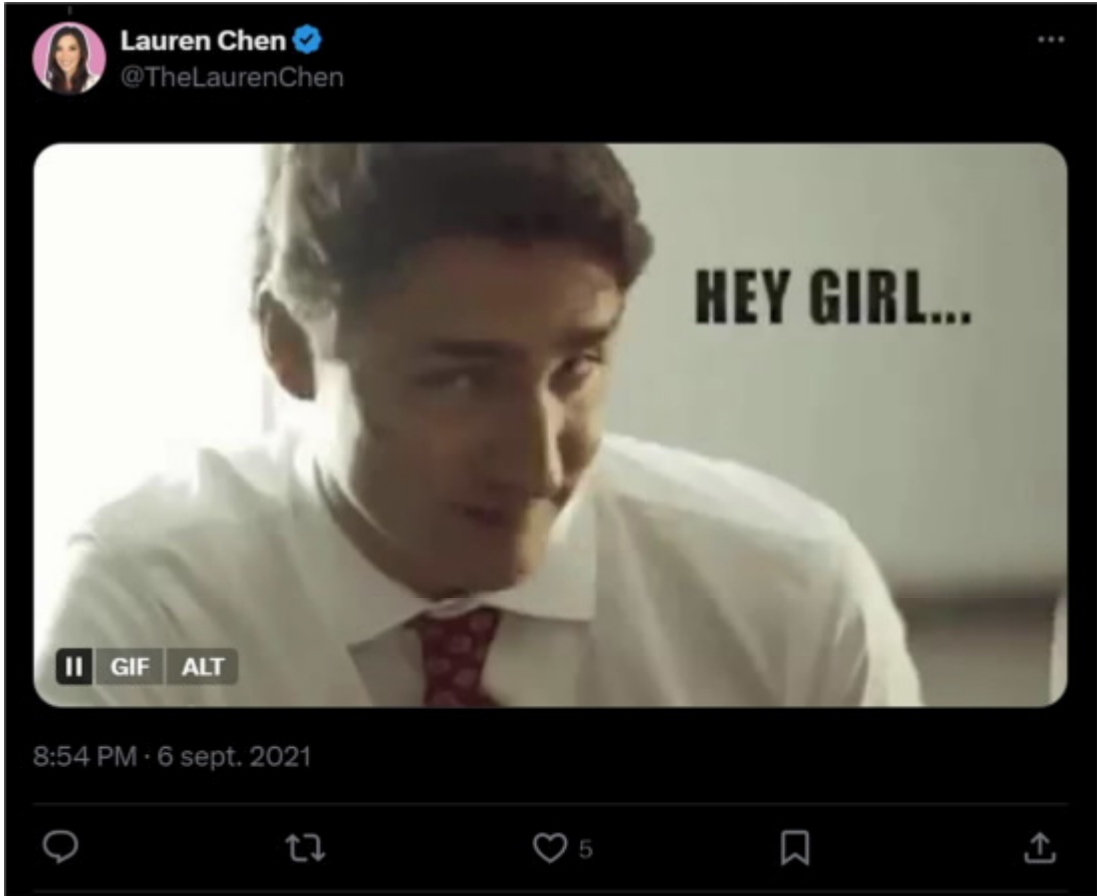 Lauren Chen
@TheLaurenChen
HEY GIRL...
GIF ALT
8:54 PM · 6 sept. 2021
5